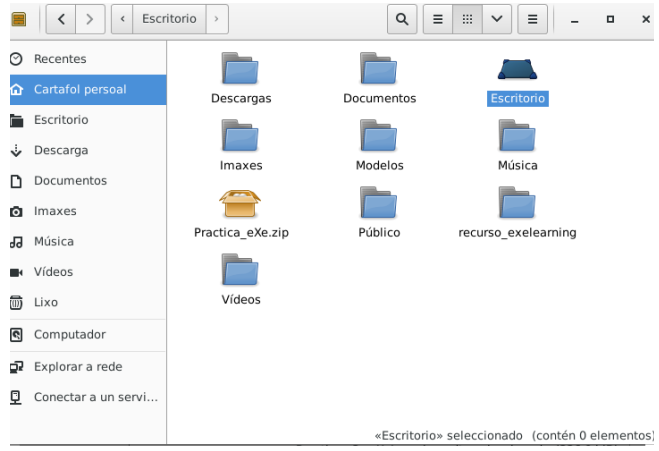 Escritorio
Recentes
Cartafol persoal
Escritorio
Descarga
Documentos
Imaxes
Música
Vídeos
Lixo
Computador
Explorar a rede
Conectar a un servi...
Descargas
Documentos
Escritorio
Imaxes
Modelos
Música
Practica_eXe.zip
Público
recurso_exelearning
Vídeos
«Escritorio» seleccionado (contén 0 elementos)